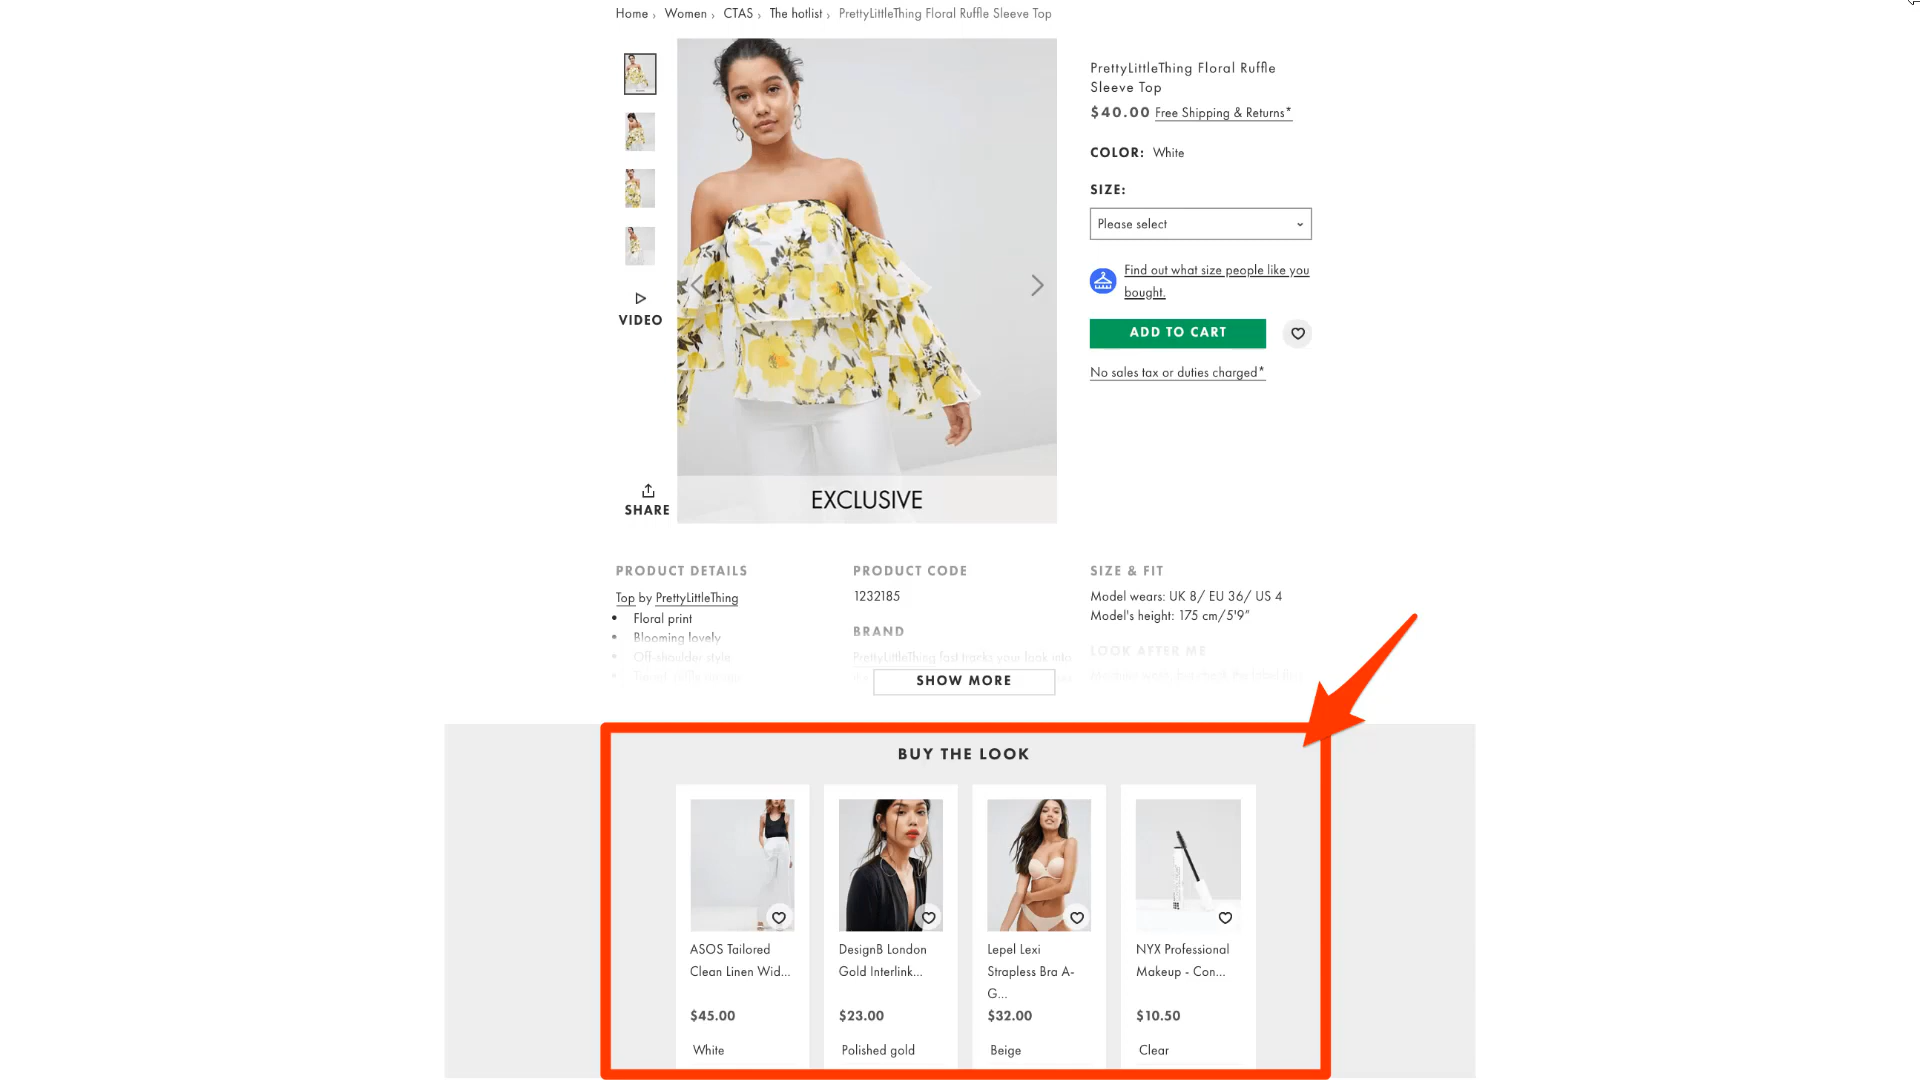 Home › Women › CTAS › The hotlist › PrettyLittleThing Floral Ruffle Sleeve Top
PrettyLittleThing Floral Ruffle
Sleeve Top
$40.00 Free Shipping & Returns*
COLOR: White
SIZE:
Please select
Find out what size people like you
bought.
ADD TO CART
No sales tax or duties charged*
VIDEO
SHARE
EXCLUSIVE
PRODUCT DETAILS
Top by PrettyLittleThing
• Floral print
• Blooming lovely
• Off-shoulder style
PRODUCT CODE
1232185
BRAND
PrettyLittleThing fast tracks your look into
SIZE & FIT
Model wears: UK 8/ EU 36/ US 4
Model's height: 175 cm/5'9"
LOOK AFTER ME
SHOW MORE
BUY THE LOOK
ASOS Tailored
Clean Linen Wid...
$45.00
White
DesignB London
Gold Interlink...
$23.00
Polished gold
Lepel Lexi
Strapless Bra A-
G...
$32.00
Beige
NYX Professional
Makeup - Con...
$10.50
Clear